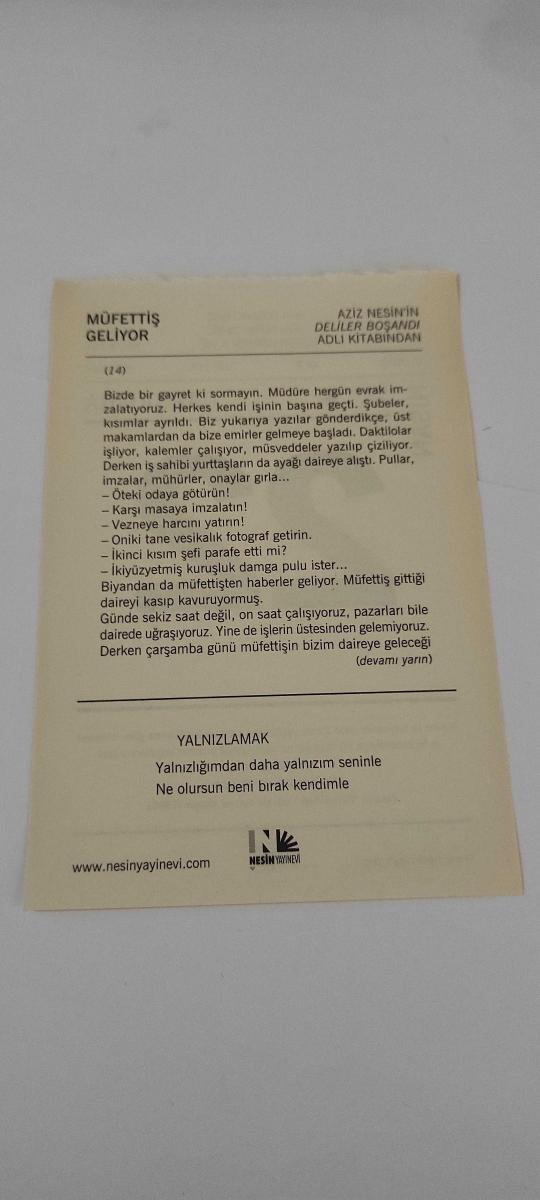 MÜFETTİŞ
GELİYOR
AZİZ NESİN'İN
DELİLER BOŞANDI
ADLI KİTABINDAN
(14)
Bizde bir gayret ki sormayın. Müdüre hergün evrak im-
zalatıyoruz. Herkes kendi işinin başına geçti. Şubeler,
kısımlar ayrıldı. Biz yukarıya yazılar gönderdikçe, üst
makamlardan da bize emirler gelmeye başladı. Daktilolar
işliyor, kalemler çalışıyor, müsveddeler yazılıp çiziliyor.
Derken iş sahibi yurttaşların da ayağı daireye alıştı. Pullar,
imzalar, mühürler, onaylar gırla...
– Öteki odaya götürün!
– Karşı masaya imzalatın!
– Vezneye harcını yatırın!
– Oniki tane vesikalık fotograf getirin.
– İkinci kısım şefi parafe etti mi?
– İkiyüzyetmiş kuruşluk damga pulu ister...
Biyandan da müfettişten haberler geliyor. Müfettiş gittiği
daireyi kasıp kavuruyormuş.
Günde sekiz saat değil, on saat çalışıyoruz, pazarları bile
dairede uğraşıyoruz. Yine de işlerin üstesinden gelemiyoruz.
Derken çarşamba günü müfettişin bizim daireye geleceği
(devamı yarın)
YALNIZLAMAK
Yalnızlığımdan daha yalnızım seninle
Ne olursun beni bırak kendimle
www.nesinyayinevi.com
NESİN YAYINEVİ